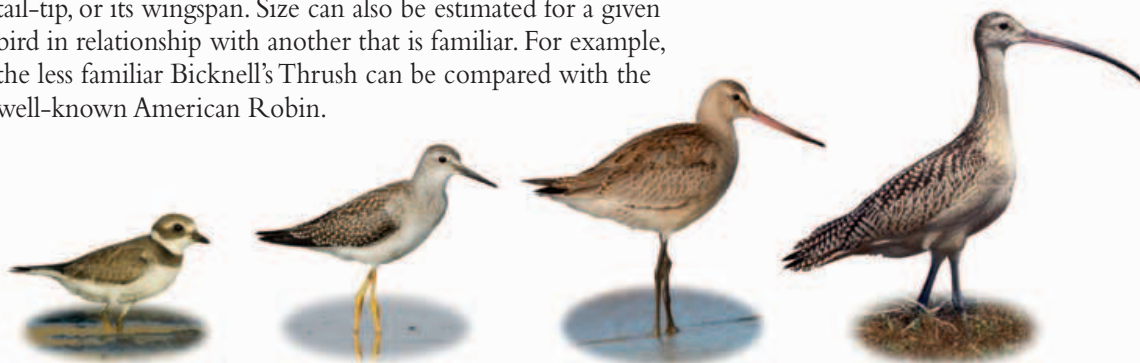 tail-tip, or its wingspan. Size can also be estimated for a given
bird in relationship with another that is familiar. For example,
the less familiar Bicknell's Thrush can be compared with the
well-known American Robin.